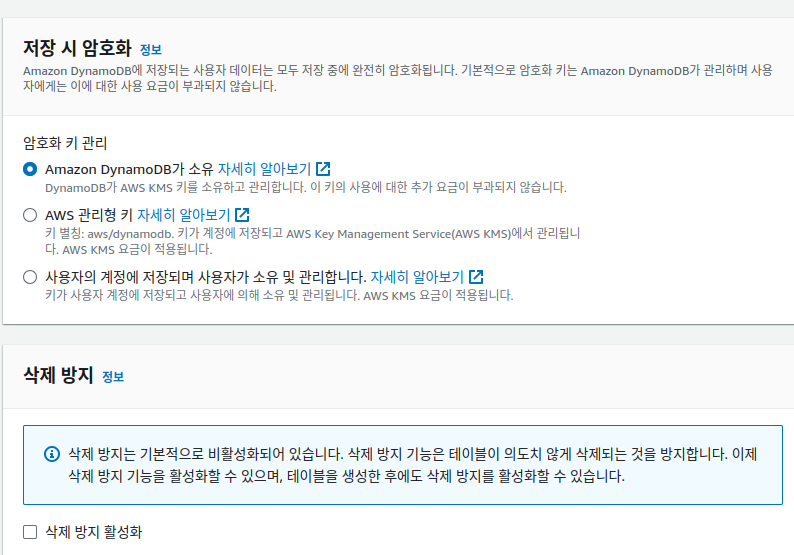 저장 시 암호화 정보
Amazon DynamoDB에 저장되는 사용자 데이터는 모두 저장 중에 완전히 암호화됩니다. 기본적으로 암호화 키는 Amazon DynamoDB가 관리하며 사용
자에게는 이에 대한 사용 요금이 부과되지 않습니다.
암호화 키 관리
Amazon DynamoDB가 소유 자세히 알아보기
DynamoDB가 AWS KMS 키를 소유하고 관리합니다. 이 키의 사용에 대한 추가 요금이 부과되지 않습니다.
AWS 관리형 키 자세히 알아보기
키 별칭: aws/dynamodb. 키가 계정에 저장되고 AWS Key Management Service(AWS KMS)에서 관리됩니
다. AWS KMS 요금이 적용됩니다.
사용자의 계정에 저장되며 사용자가 소유 및 관리합니다. 자세히 알아보기
키가 사용자 계정에 저장되고 사용자에 의해 소유 및 관리됩니다. AWS KMS 요금이 적용됩니다.
삭제 방지 정보
삭제 방지는 기본적으로 비활성화되어 있습니다. 삭제 방지 기능은 테이블이 의도치 않게 삭제되는 것을 방지합니다. 이제
삭제 방지 기능을 활성화할 수 있으며, 테이블을 생성한 후에도 삭제 방지를 활성화할 수 있습니다.
삭제 방지 활성화